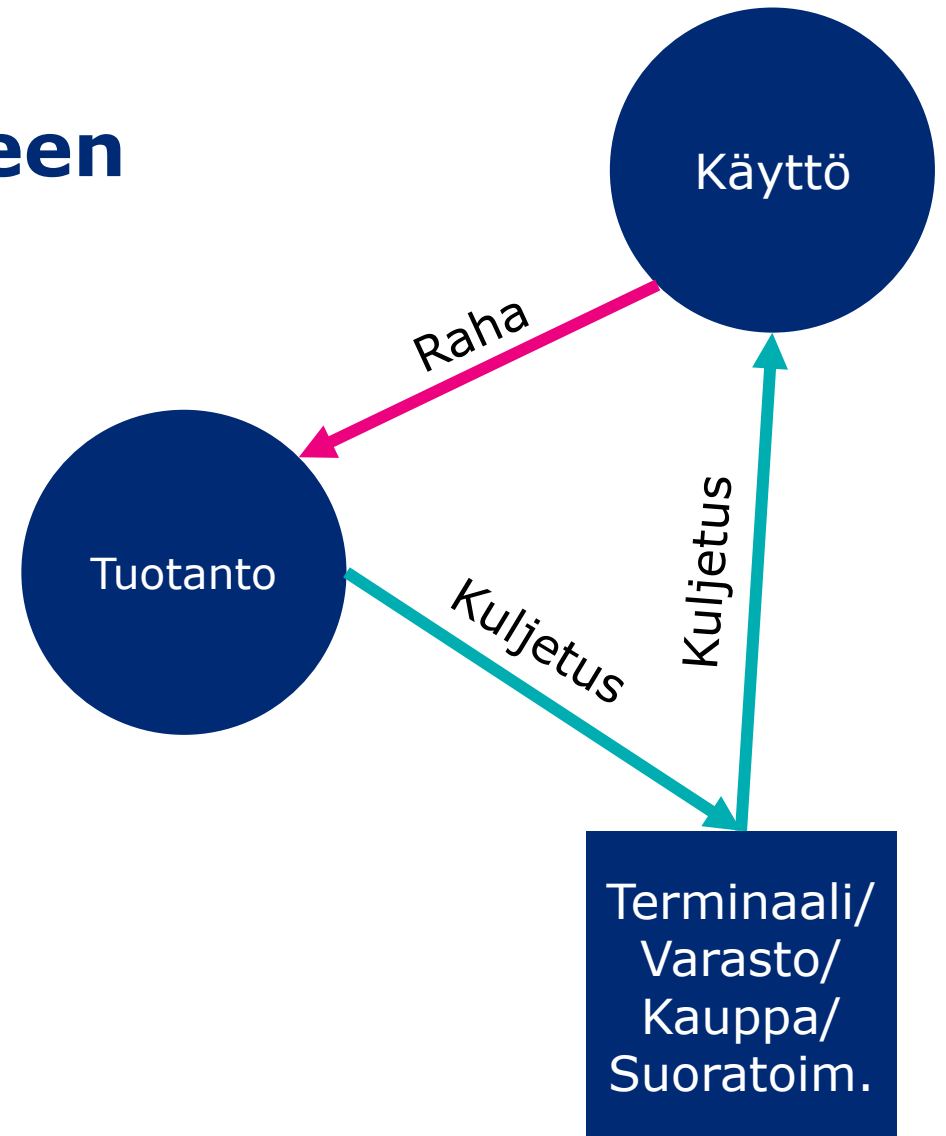 een
Käyttö
Raha
Tuotanto
Kuljetus
Kuljetus
Terminaali/
Varasto/
Kauppa/
Suoratoim.